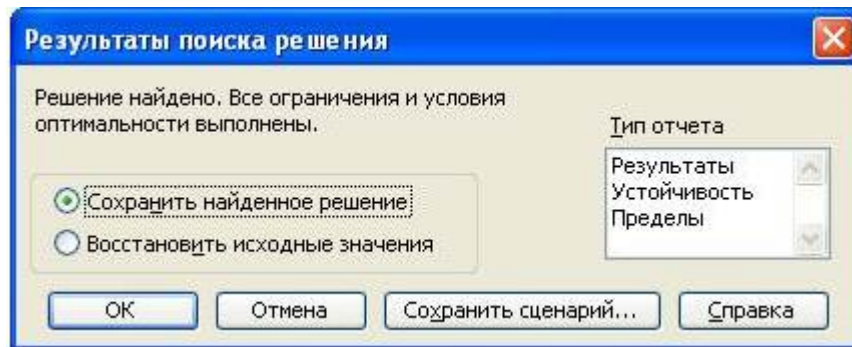 Результаты поиска решения
Решение найдено. Все ограничения и условия
оптимальности выполнены.
Тип отчета
Результаты
Устойчивость
Пределы
Сохранить найденное решение
Восстановить исходные значения
ОК
Отмена
Сохранить сценарий...
Справка